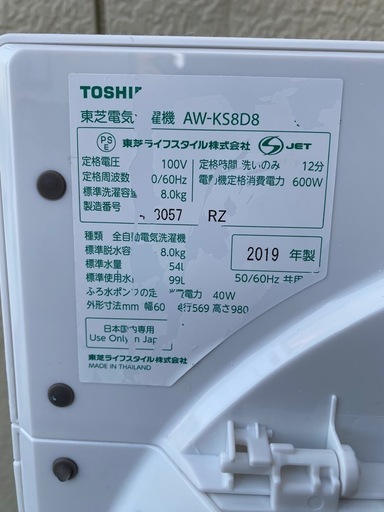 TOSHI
東芝電気 濯機 AW-KS8D8
PS E 東芝ライフスタイル株式会社 S JET
定格電圧 100V 定格時間 洗いのみ 12分
定格周波数 0/60Hz 電動機定格消費電力 600W
標準洗濯容量 8.0kg
製造番号 3057 RZ
種類 全自動電気洗濯機
標準脱水容 8.0kg 2019 年製
標準水量 54L
標準使用水 99L 50/60Hz 共用
ふろ水ポンプの定 消費電力 40W
外形寸法mm 幅60 奥行569 高さ980
日本国内専用
Use Only in Jap
東芝ライフスタイル株式会社
MADE IN THAILAND